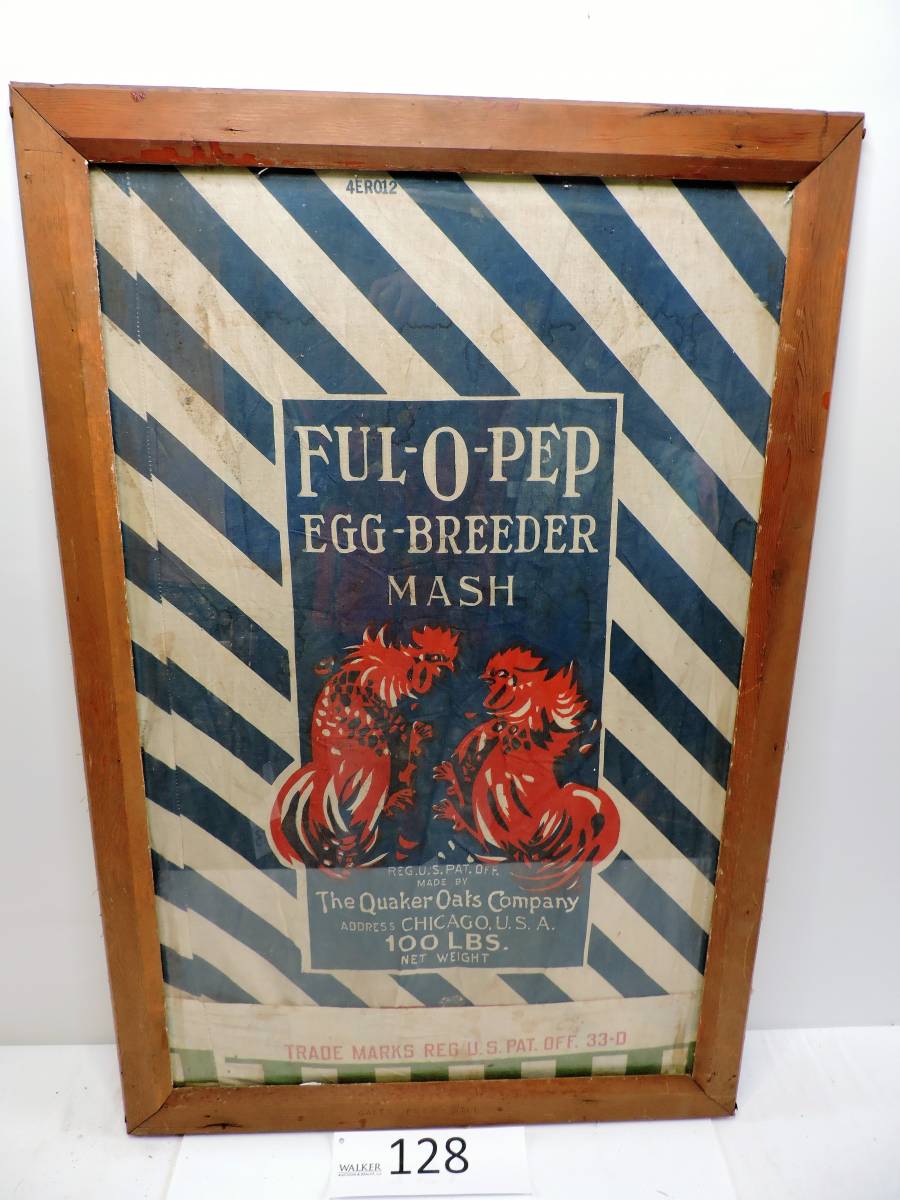 4ER012
FUL-O-PEP
EGG-BREEDER
MASH
REG.U.S.PAT.OFF.
MADE BY
The Quaker Oats Company
ADDRESS CHICAGO, U.S.A.
100 LBS.
NET WEIGHT
TRADE MARKS REG U.S. PAT. OFF. 33-D
WALKER
128